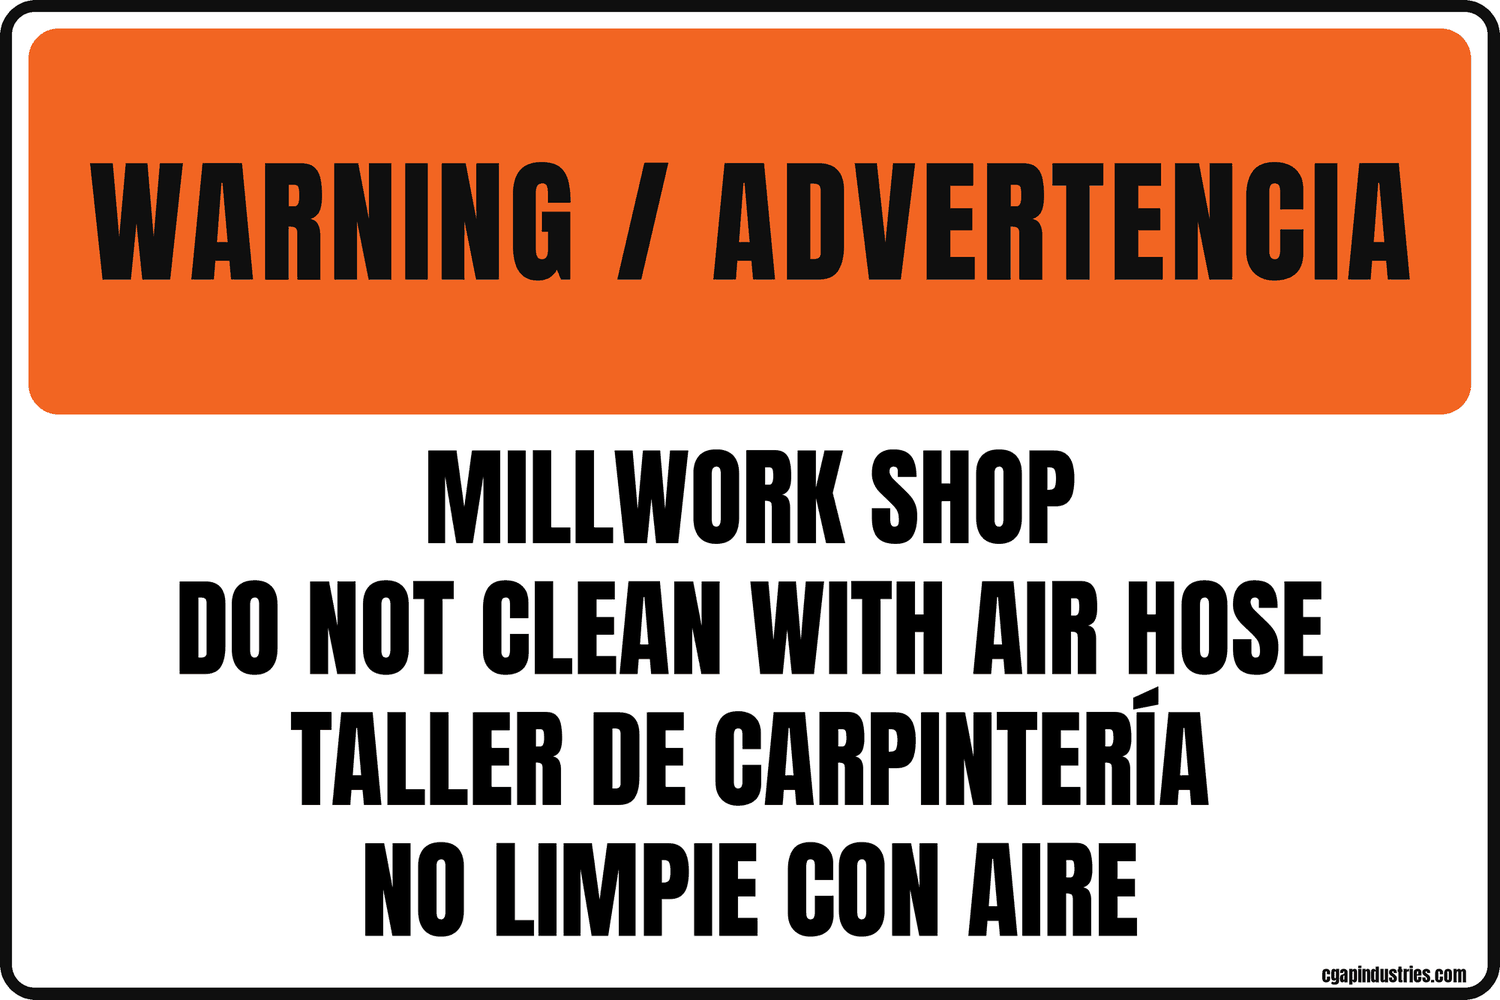 WARNING / ADVERTENCIA
MILLWORK SHOP
DO NOT CLEAN WITH AIR HOSE
TALLER DE CARPINTERÍA
NO LIMPIE CON AIRE
cgapindustries.com